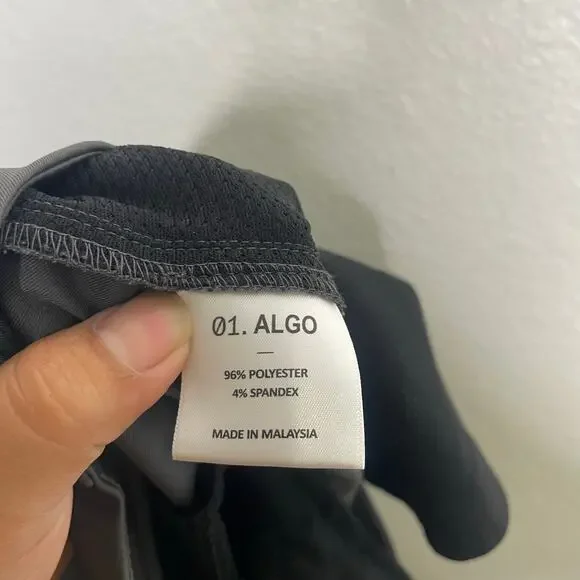 01. ALGO
—
96% POLYESTER
4% SPANDEX
MADE IN MALAYSIA